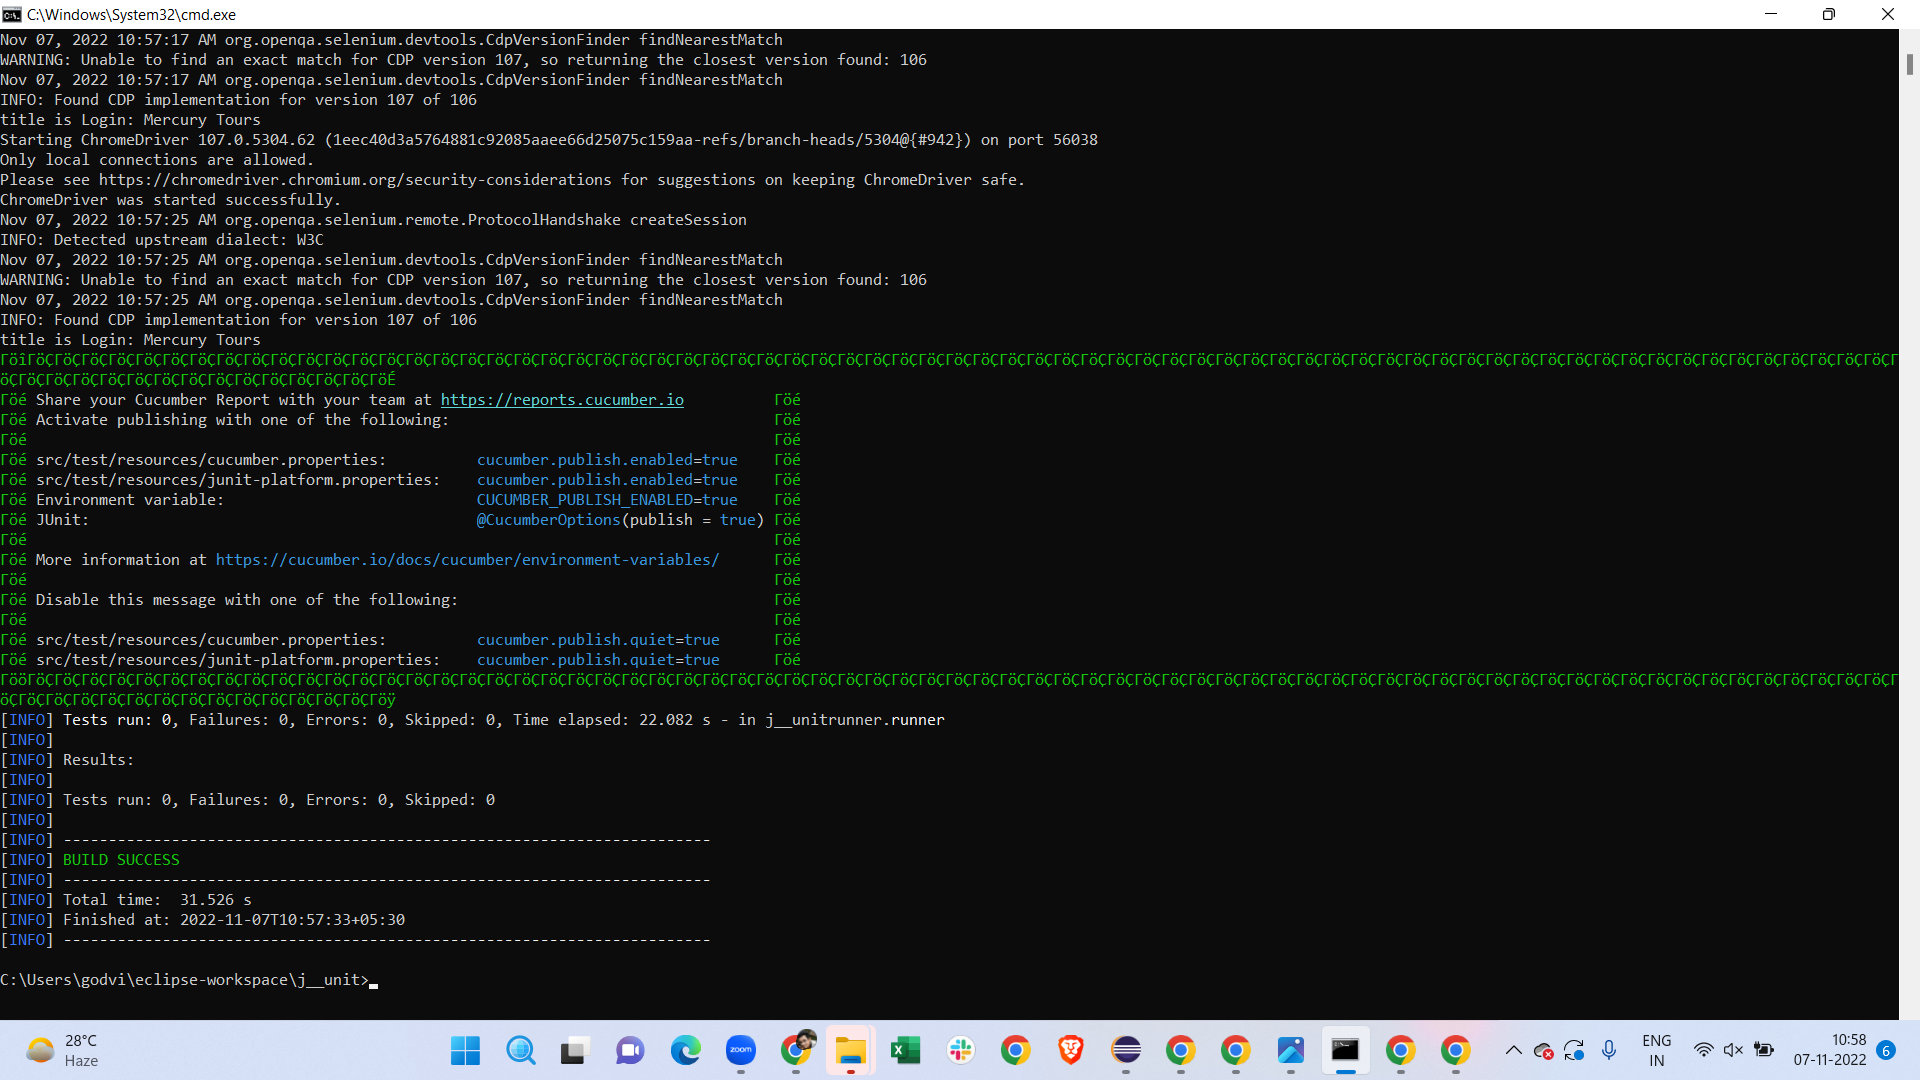 C:\Windows\System32\cmd.exe
Nov 07, 2022 10:57:17 AM org.openqa.selenium.devtools.CdpVersionFinder findNearestMatch
WARNING: Unable to find an exact match for CDP version 107, so returning the closest version found: 106
Nov 07, 2022 10:57:17 AM org.openqa.selenium.devtools.CdpVersionFinder findNearestMatch
INFO: Found CDP implementation for version 107 of 106
title is Login: Mercury Tours
Starting ChromeDriver 107.0.5304.62 (1eec40d3a5764881c92085aaee66d25075c159aa-refs/branch-heads/5304@{#942}) on port 56038
Only local connections are allowed.
Please see https://chromedriver.chromium.org/security-considerations for suggestions on keeping ChromeDriver safe.
ChromeDriver was started successfully.
Nov 07, 2022 10:57:25 AM org.openqa.selenium.remote.ProtocolHandshake createSession
INFO: Detected upstream dialect: W3C
Nov 07, 2022 10:57:25 AM org.openqa.selenium.devtools.CdpVersionFinder findNearestMatch
WARNING: Unable to find an exact match for CDP version 107, so returning the closest version found: 106
Nov 07, 2022 10:57:25 AM org.openqa.selenium.devtools.CdpVersionFinder findNearestMatch
INFO: Found CDP implementation for version 107 of 106
title is Login: Mercury Tours
Γöé Share your Cucumber Report with your team at https://reports.cucumber.io Γöé
Γöé Activate publishing with one of the following: Γöé
Γöé Γöé
Γöé src/test/resources/cucumber.properties: cucumber.publish.enabled=true Γöé
Γöé src/test/resources/junit-platform.properties: cucumber.publish.enabled=true Γöé
Γöé Environment variable: CUCUMBER_PUBLISH_ENABLED=true Γöé
Γöé JUnit: @CucumberOptions(publish = true) Γöé
Γöé Γöé
Γöé More information at https://cucumber.io/docs/cucumber/environment-variables/ Γöé
Γöé Γöé
Γöé Disable this message with one of the following: Γöé
Γöé Γöé
Γöé src/test/resources/cucumber.properties: cucumber.publish.quiet=true Γöé
Γöé src/test/resources/junit-platform.properties: cucumber.publish.quiet=true Γöé
[INFO] Tests run: 0, Failures: 0, Errors: 0, Skipped: 0, Time elapsed: 22.082 s - in j__unitrunner.runner
[INFO]
[INFO] Results:
[INFO]
[INFO] Tests run: 0, Failures: 0, Errors: 0, Skipped: 0
[INFO]
[INFO] ------------------------------------------------------------------------
[INFO] BUILD SUCCESS
[INFO] ------------------------------------------------------------------------
[INFO] Total time:  31.526 s
[INFO] Finished at: 2022-11-07T10:57:33+05:30
[INFO] ------------------------------------------------------------------------
C:\Users\godvi\eclipse-workspace\j__unit>
28°C
Haze
zoom
ENG
IN
10:58
07-11-2022
6